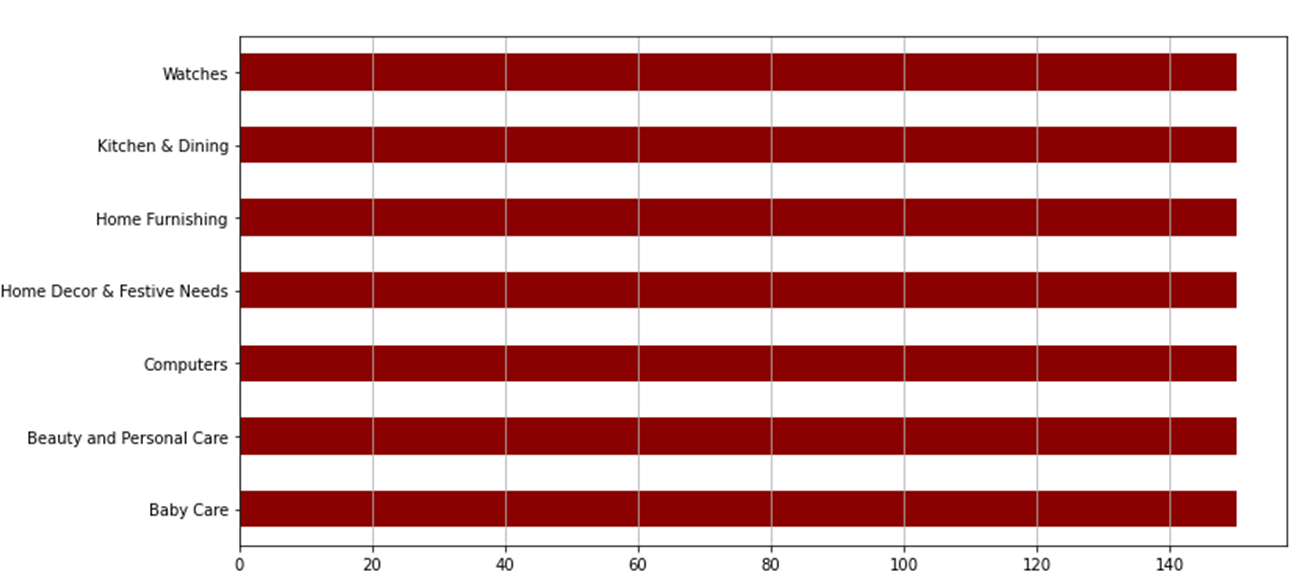 Watches
Kitchen & Dining
Home Furnishing
Home Decor & Festive Needs
Computers
Beauty and Personal Care
Baby Care
0 20 40 60 80 100 120 140